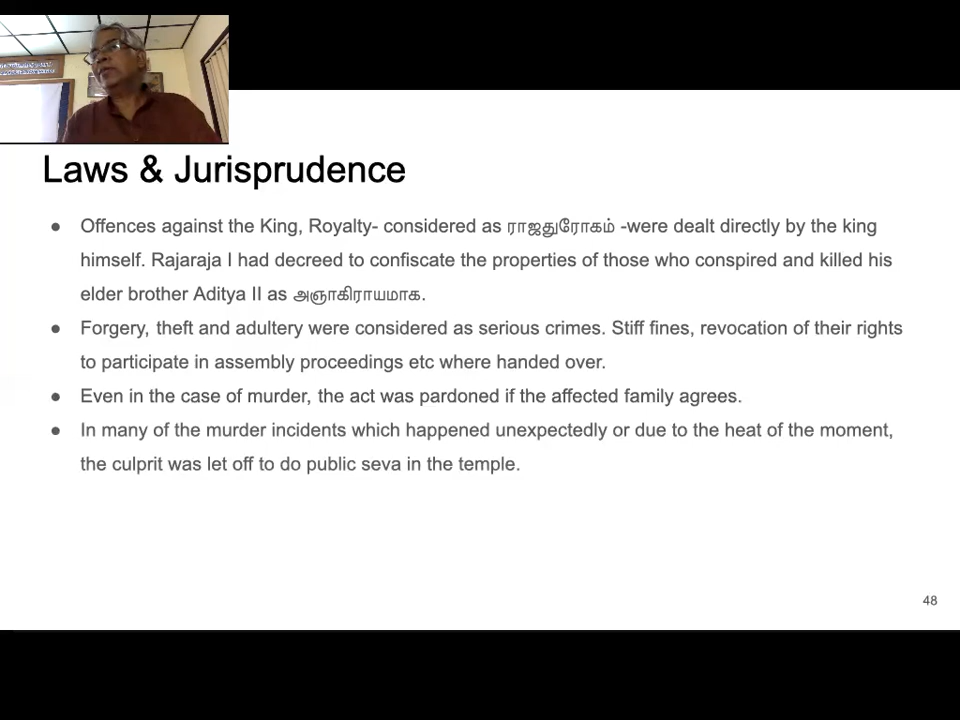 Laws & Jurisprudence
● Offences against the King, Royalty- considered as ராஜதுரோகம் -were dealt directly by the king
himself. Rajaraja I had decreed to confiscate the properties of those who conspired and killed his
elder brother Aditya II as அஞாகிராயமாக.
● Forgery, theft and adultery were considered as serious crimes. Stiff fines, revocation of their rights
to participate in assembly proceedings etc where handed over.
● Even in the case of murder, the act was pardoned if the affected family agrees.
● In many of the murder incidents which happened unexpectedly or due to the heat of the moment,
the culprit was let off to do public seva in the temple.
48